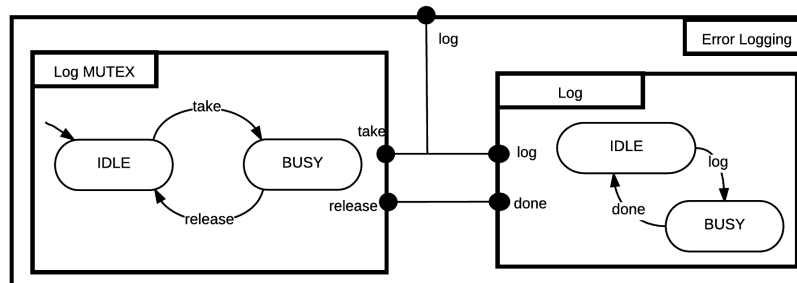 log
Error Logging
Log MUTEX
Log
take
take
log
IDLE
BUSY
IDLE
log
release
release
done
done
BUSY